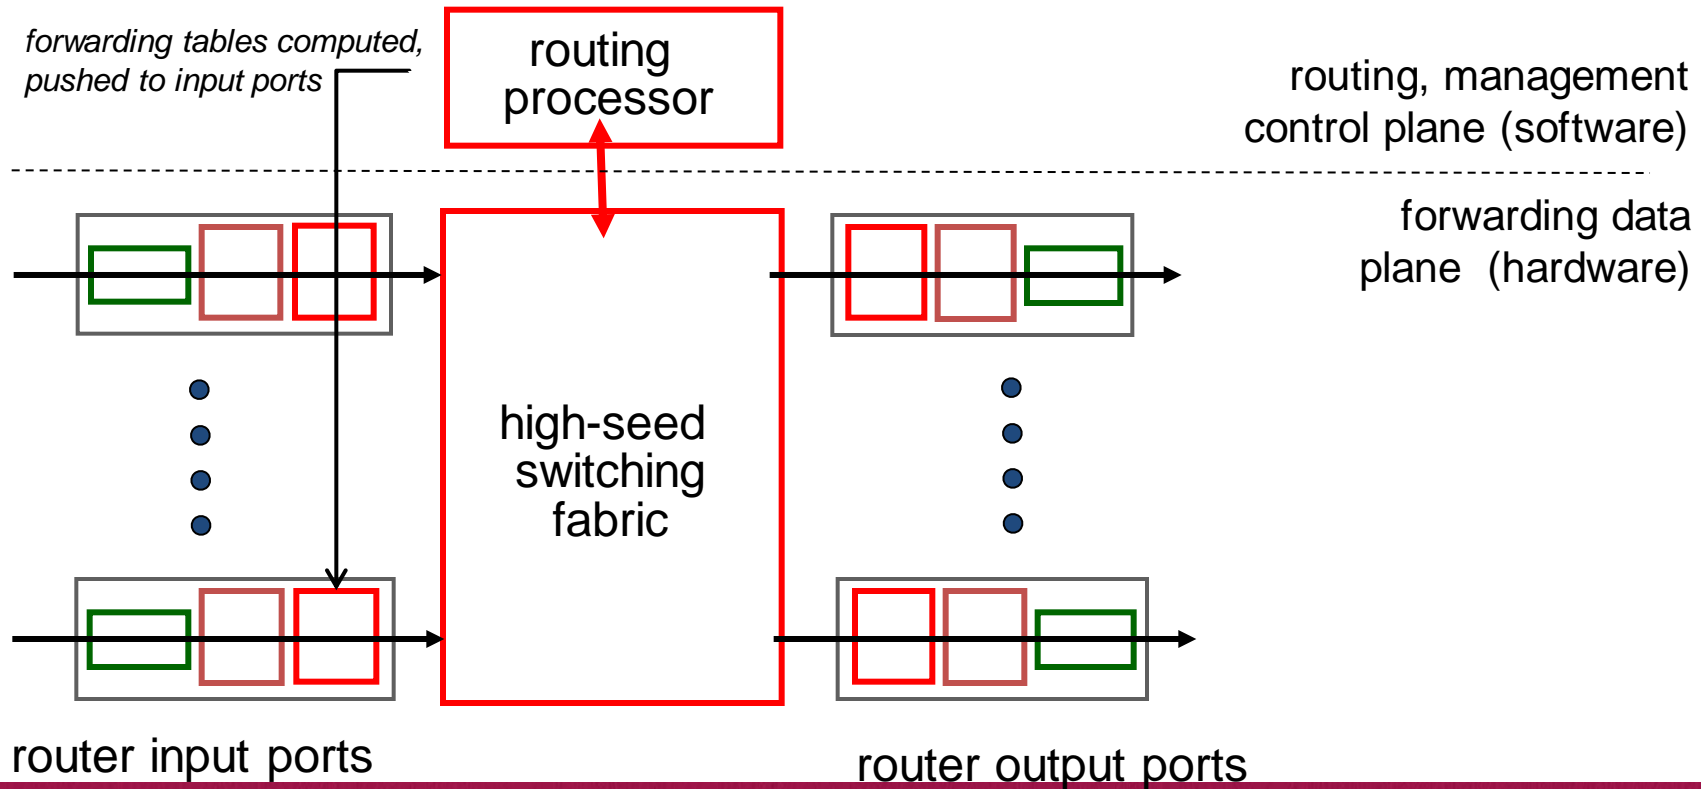 forwarding tables computed,
pushed to input ports
routing
processor
routing, management
control plane (software)
forwarding data
plane (hardware)
high-seed
switching
fabric
router input ports
router output ports